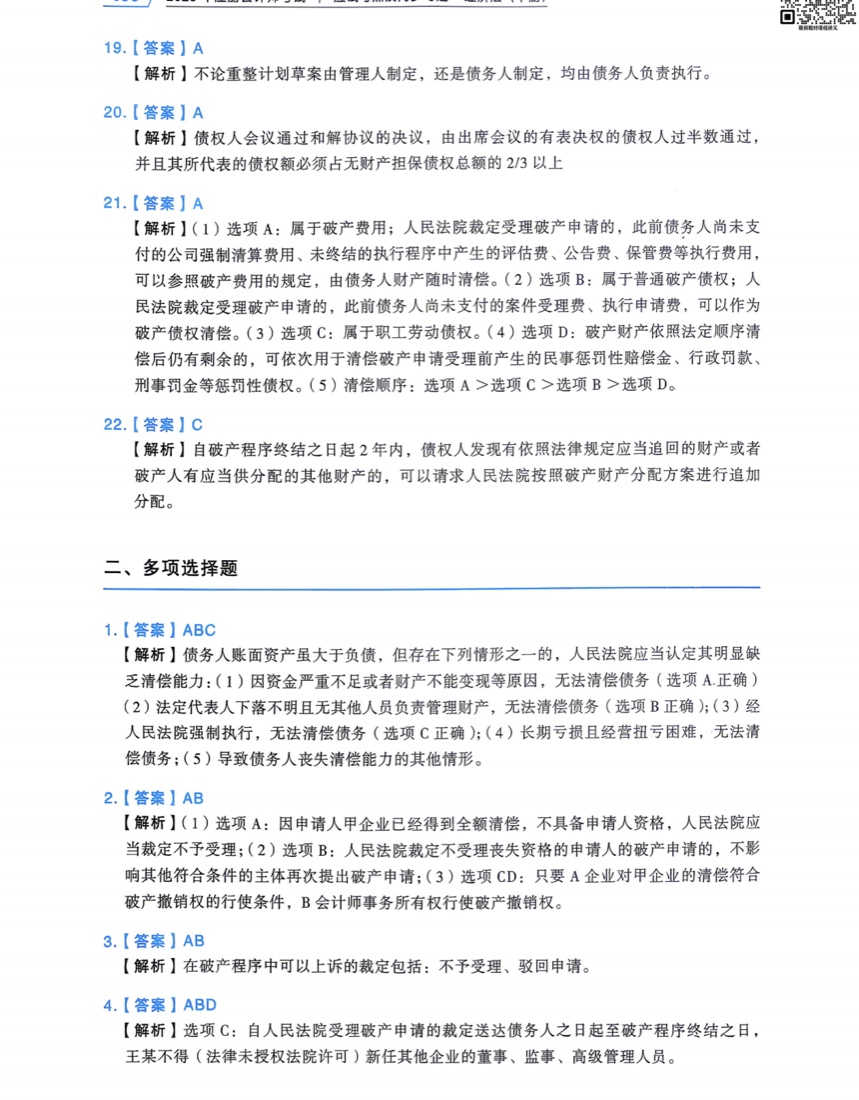 19.【答案】A
【解析】不论重整计划草案由管理人制定，还是债务人制定，均由债务人负责执行。
20.【答案】A
【解析】债权人会议通过和解协议的决议，由出席会议的有表决权的债权人过半数通过，
并且其所代表的债权额必须占无财产担保债权总额的 2/3 以上
21.【答案】A
【解析】（1）选项 A：属于破产费用；人民法院裁定受理破产申请的，此前债务人尚未支
付的公司强制清算费用、未终结的执行程序中产生的评估费、公告费、保管费等执行费用，
可以参照破产费用的规定，由债务人财产随时清偿。（2）选项 B：属于普通破产债权；人
民法院裁定受理破产申请的，此前债务人尚未支付的案件受理费、执行申请费，可以作为
破产债权清偿。（3）选项 C：属于职工劳动债权。（4）选项 D：破产财产依照法定顺序清
偿后仍有剩余的，可依次用于清偿破产申请受理前产生的民事惩罚性赔偿金、行政罚款、
刑事罚金等惩罚性债权。（5）清偿顺序：选项 A＞选项 C＞选项 B＞选项 D。
22.【答案】C
【解析】自破产程序终结之日起 2 年内，债权人发现有依照法律规定应当追回的财产或者
破产人有应当供分配的其他财产的，可以请求人民法院按照破产财产分配方案进行追加
分配。
二、多项选择题
1.【答案】ABC
【解析】债务人账面资产虽大于负债，但存在下列情形之一的，人民法院应当认定其明显缺
乏清偿能力：（1）因资金严重不足或者财产不能变现等原因，无法清偿债务（选项 A 正确）
（2）法定代表人下落不明且无其他人员负责管理财产，无法清偿债务（选项 B 正确）；（3）经
人民法院强制执行，无法清偿债务（选项 C 正确）；（4）长期亏损且经营扭亏困难，无法清
偿债务；（5）导致债务人丧失清偿能力的其他情形。
2.【答案】AB
【解析】（1）选项 A：因申请人甲企业已经得到全额清偿，不具备申请人资格，人民法院应
当裁定不予受理；（2）选项 B：人民法院裁定不受理丧失资格的申请人的破产申请的，不影
响其他符合条件的主体再次提出破产申请；（3）选项 CD：只要 A 企业对甲企业的清偿符合
破产撤销权的行使条件，B 会计师事务所有权行使破产撤销权。
3.【答案】AB
【解析】在破产程序中可以上诉的裁定包括：不予受理、驳回申请。
4.【答案】ABD
【解析】选项 C：自人民法院受理破产申请的裁定送达债务人之日起至破产程序终结之日，
王某不得（法律未授权法院许可）新任其他企业的董事、监事、高级管理人员。